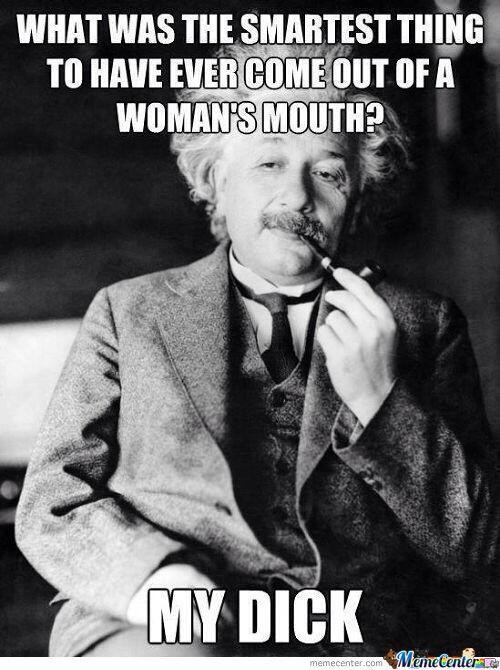 WHAT WAS THE SMARTEST THING
TO HAVE EVER COME OUT OF A
WOMAN'S MOUTH?
MY DICK
memecenter.com MemeCenter